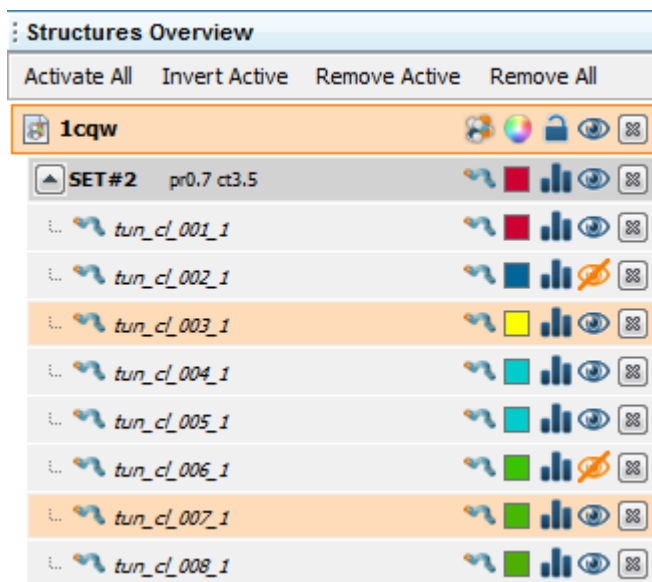 Structures Overview
Activate All Invert Active Remove Active Remove All
1cqw
SET#2 pr0.7 ct3.5
tun_cl_001_1
tun_cl_002_1
tun_cl_003_1
tun_cl_004_1
tun_cl_005_1
tun_cl_006_1
tun_cl_007_1
tun_cl_008_1